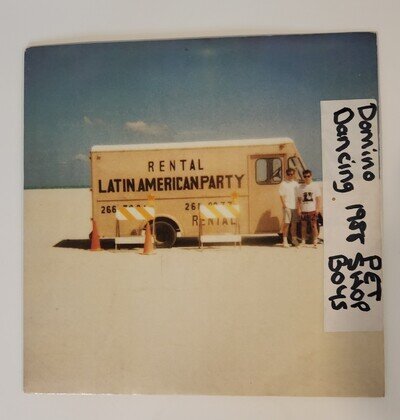 RENTAL
LATIN AMERICAN PARTY
RENTAL
Domino
Dancing.
PET
SHOP
Boys